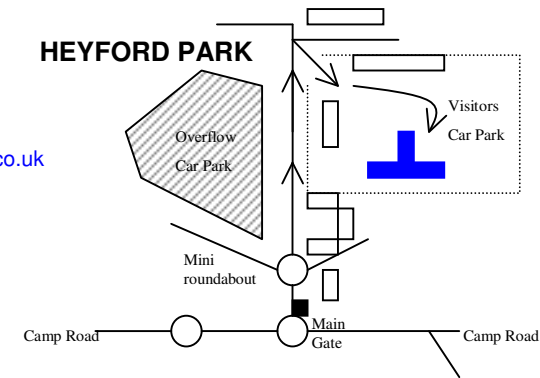 HEYFORD PARK
Visitors
Car Park
Overflow
Car Park
co.uk
Mini
roundabout
Main
Gate
Camp Road
Camp Road